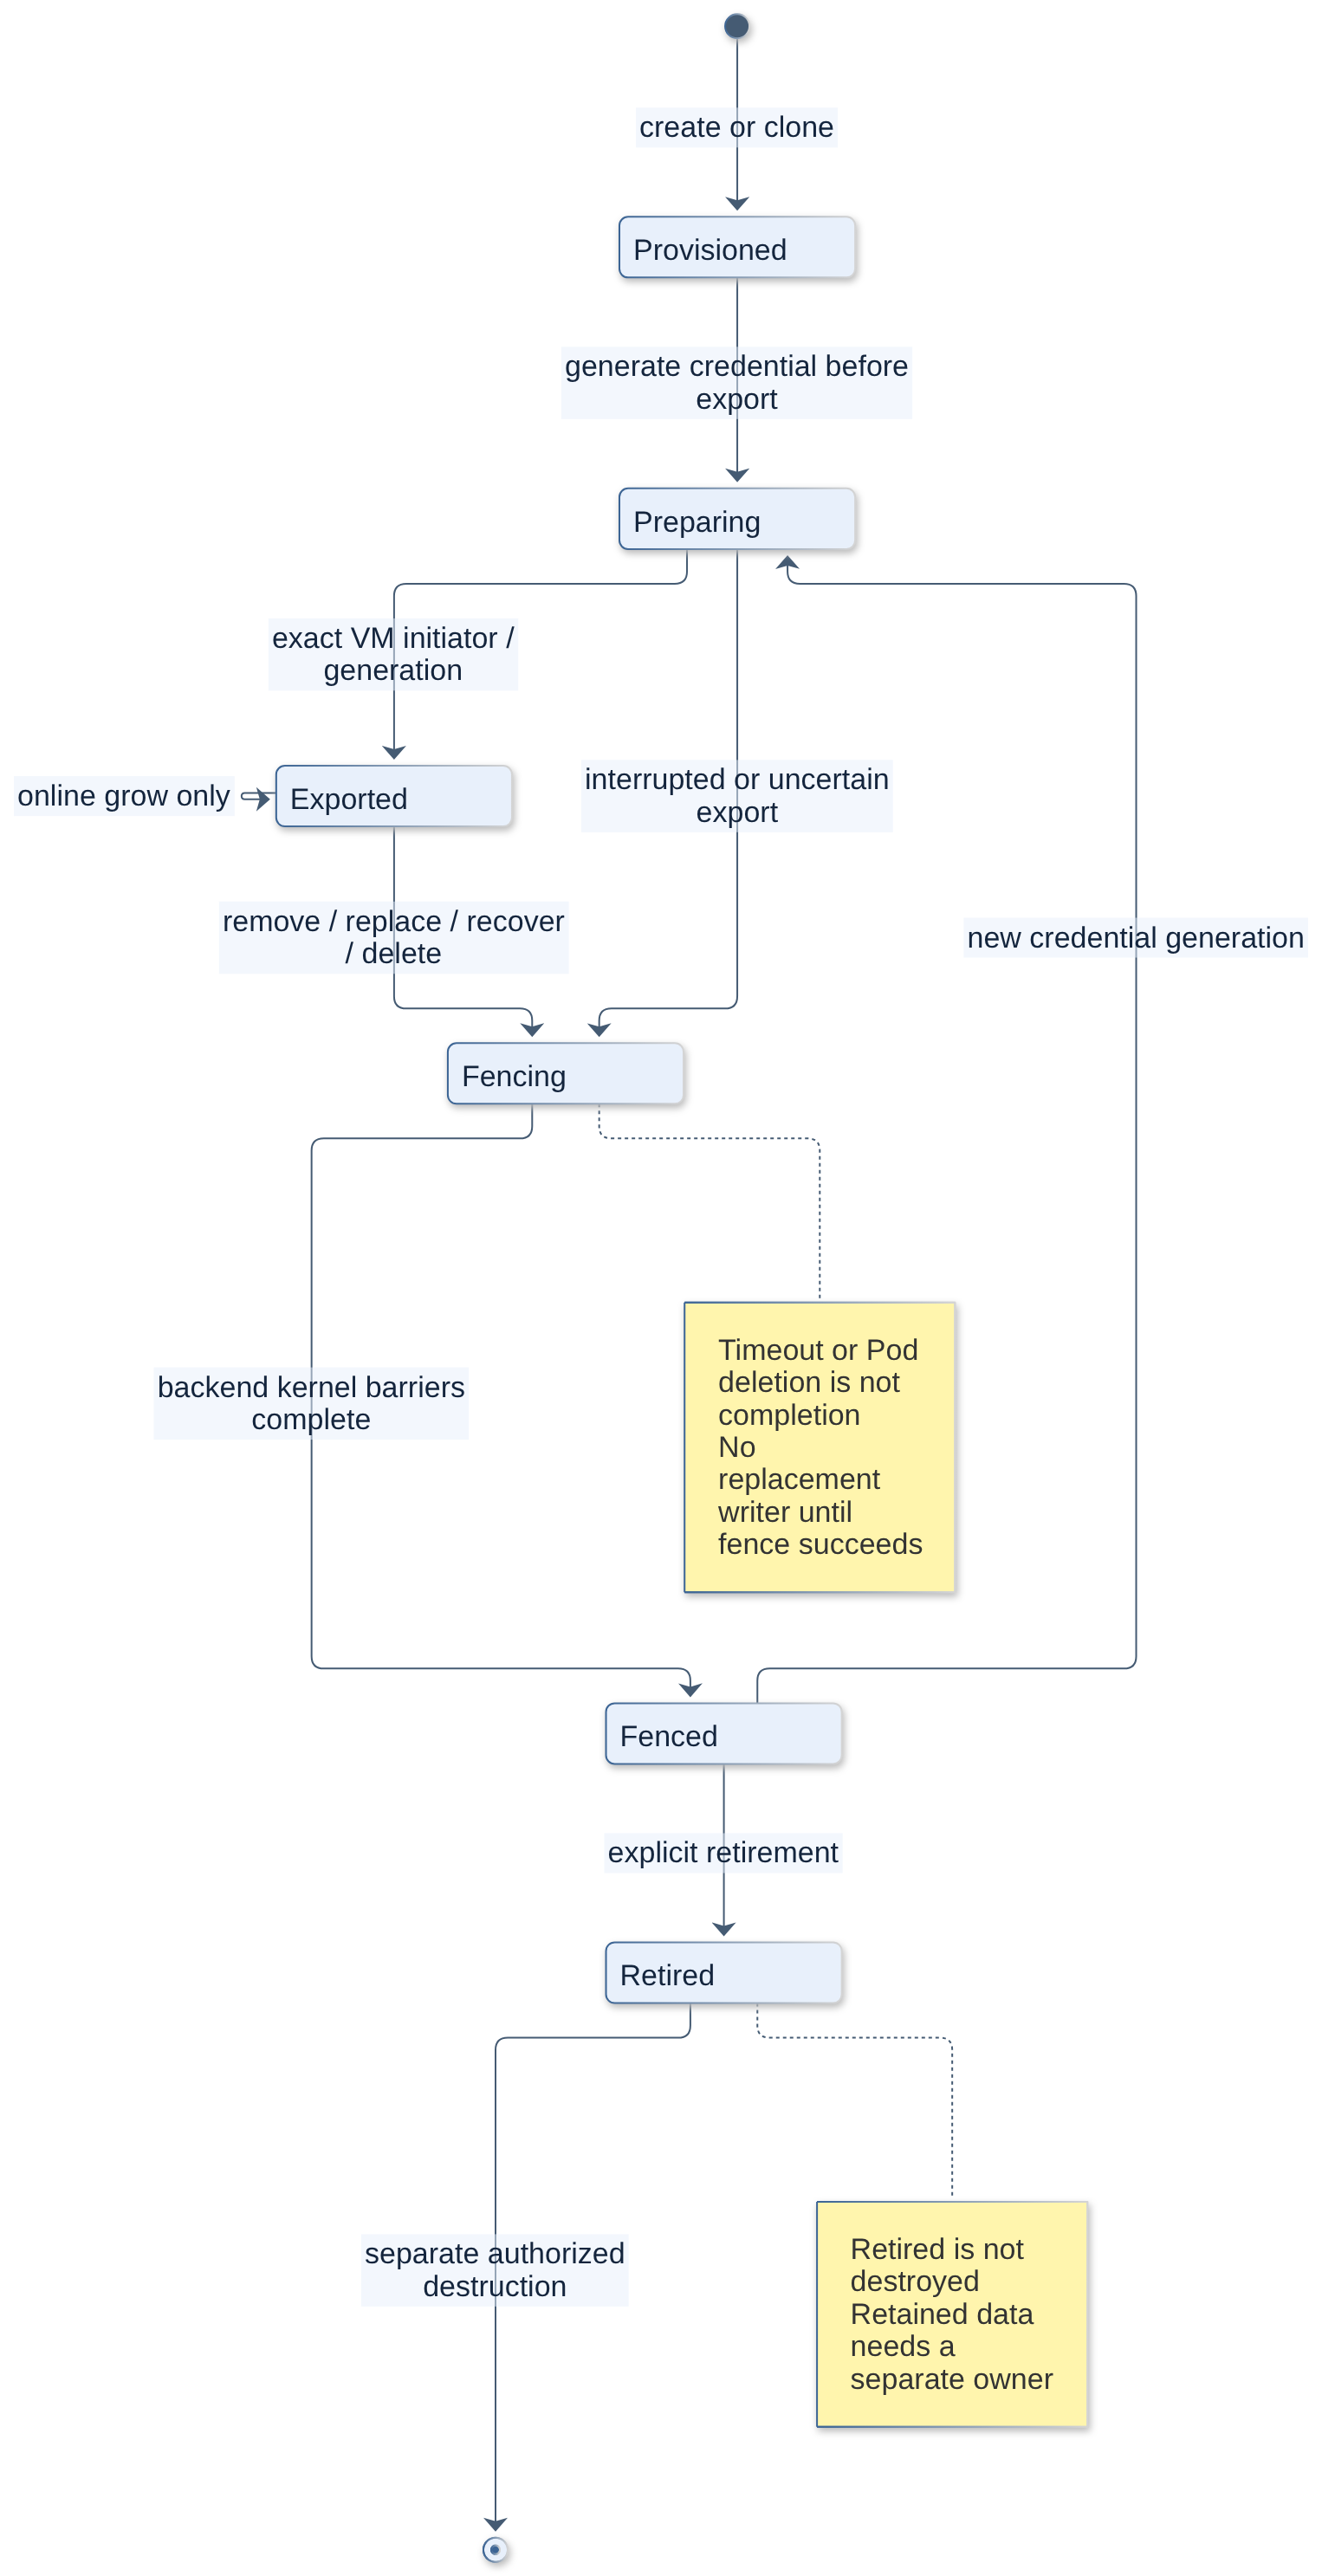 create or clone
Provisioned
generate credential before
export
Preparing
exact VM initiator /
generation
interrupted or uncertain
export
online grow only
Exported
remove / replace / recover
/ delete
new credential generation
Fencing
Timeout or Pod
deletion is not
completion
No
replacement
writer until
fence succeeds
backend kernel barriers
complete
Fenced
explicit retirement
Retired
separate authorized
destruction
Retired is not
destroyed
Retained data
needs a
separate owner